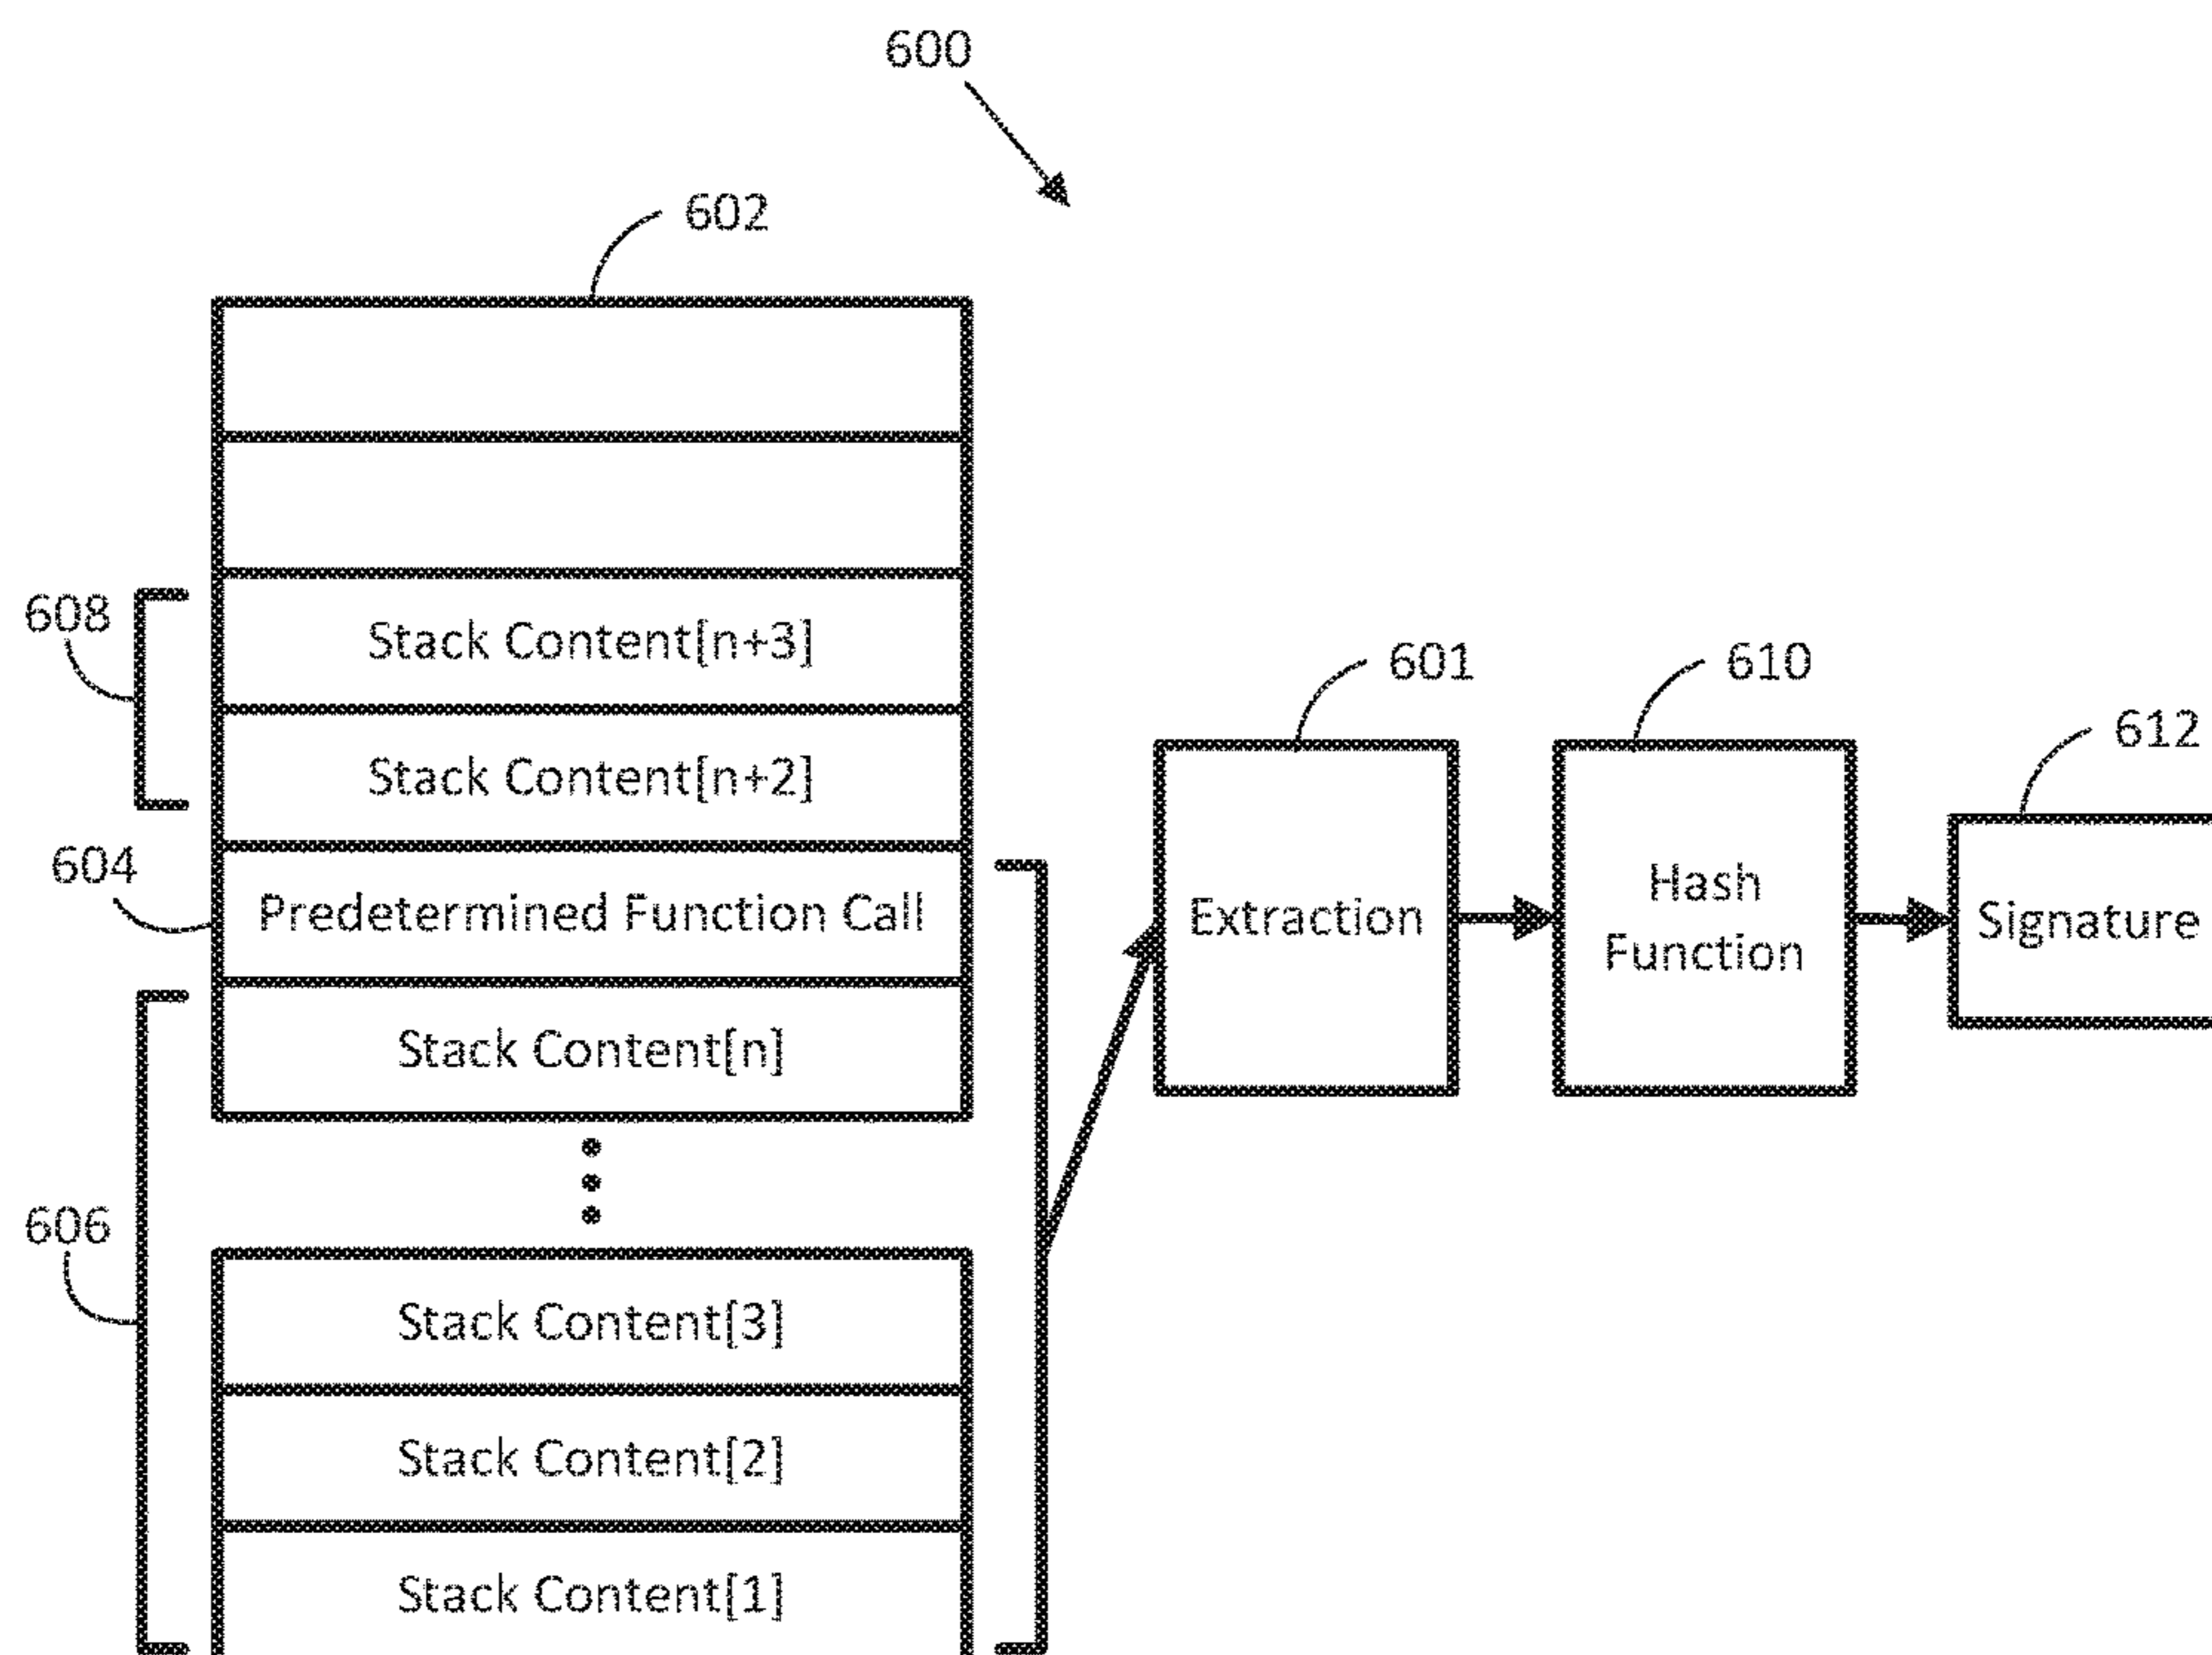 600
602
608
Stack Content[n+3]
Stack Content[n+2]
604
Predetermined Function Call
Stack Content[n]
606
Stack Content[3]
Stack Content[2]
Stack Content[1]
601
Extraction
610
Hash
Function
612
Signature